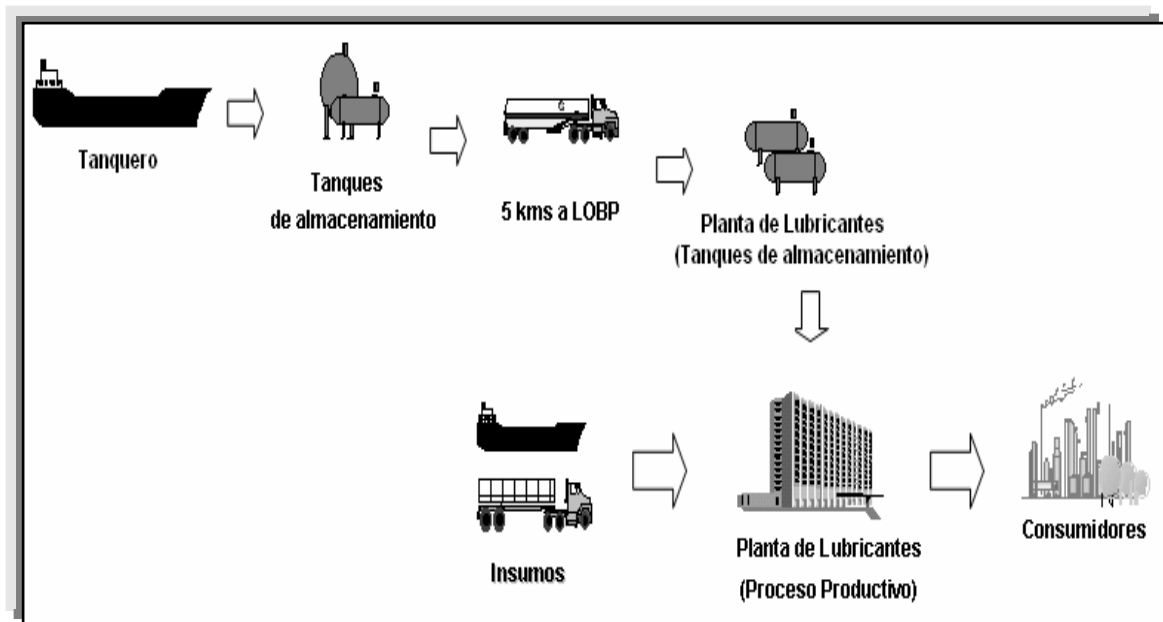 Tanquero
Tanques
de almacenamiento
5 kms a LOBP
Planta de Lubricantes
(Tanques de almacenamiento)
Insumos
Planta de Lubricantes
(Proceso Productivo)
Consumidores